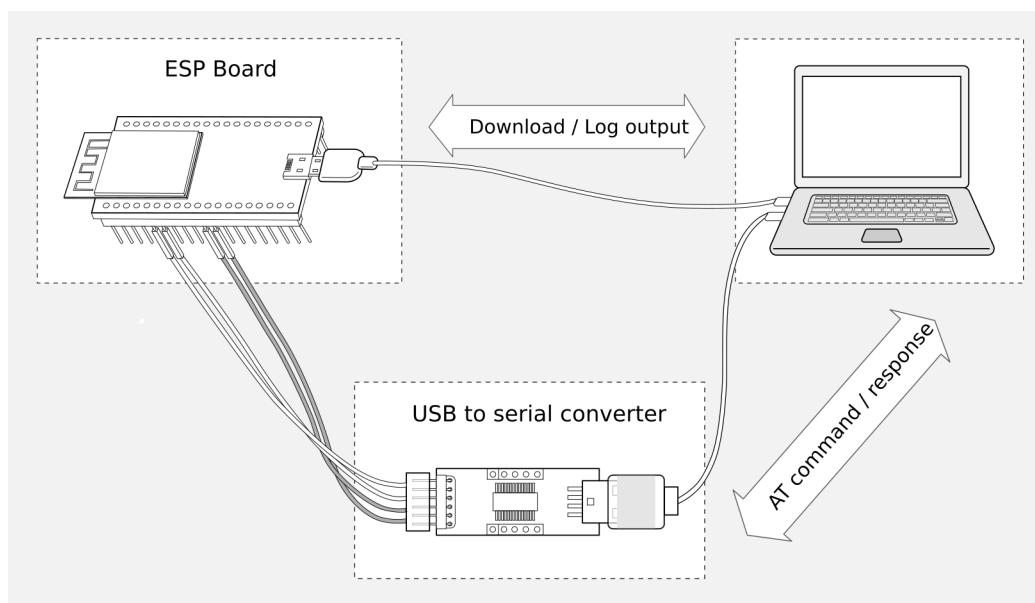 ESP Board
Download / Log output
USB to serial converter
AT command / response